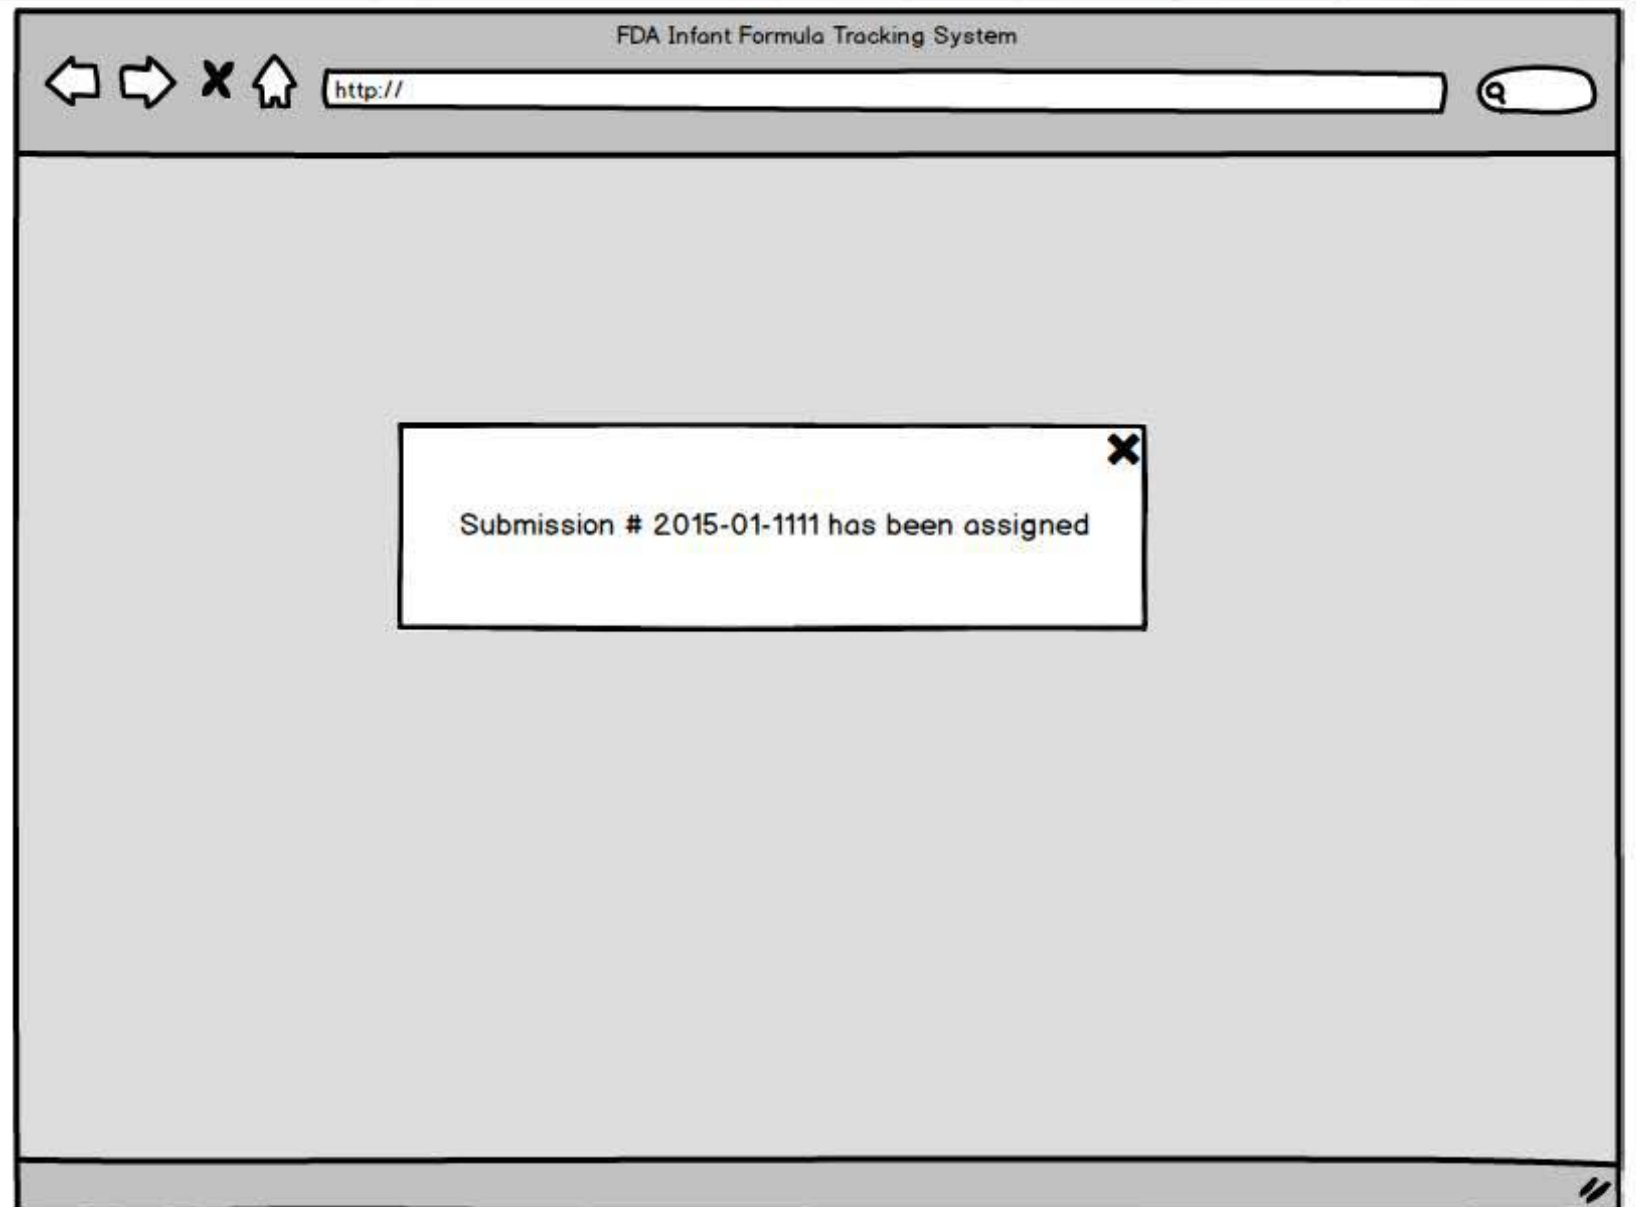 FDA Infant Formula Tracking System
http://
Submission # 2015-01-1111 has been assigned